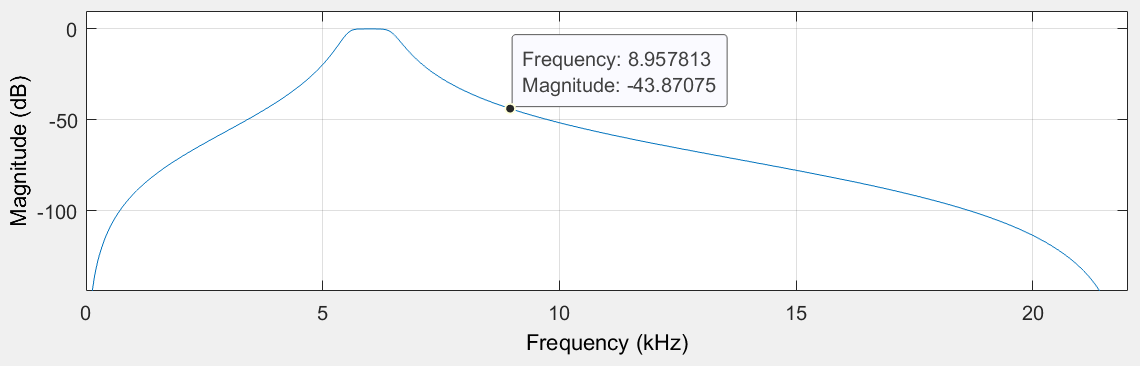 0
Frequency: 8.957813
Magnitude: -43.87075
-50
-100
Magnitude (dB)
0 5 10 15 20
Frequency (kHz)